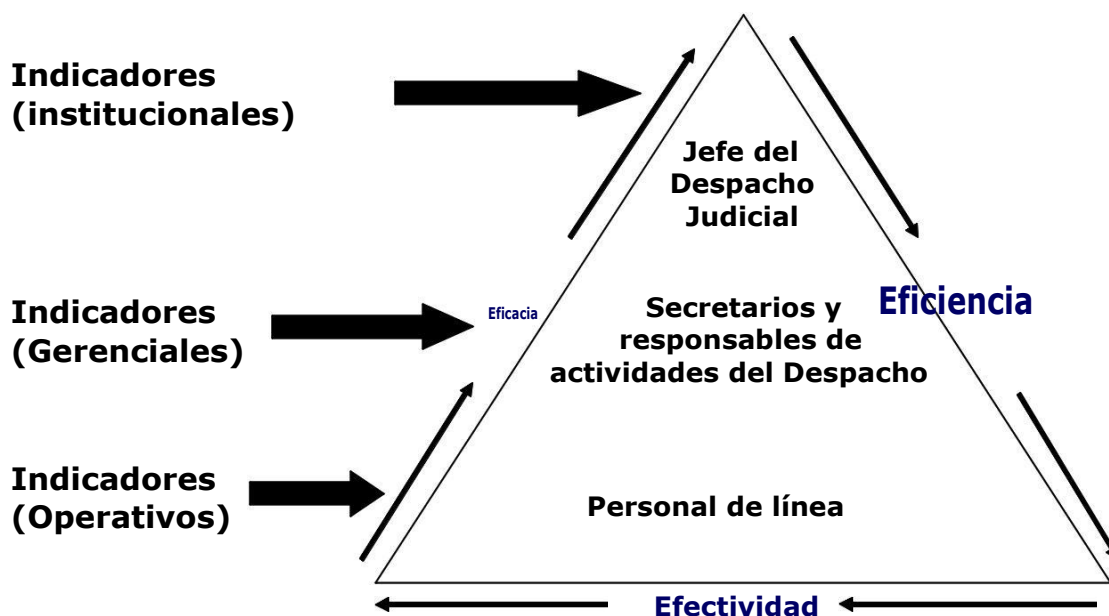 Indicadores
(institucionales)
Jefe del
Despacho
Judicial
Indicadores
(Gerenciales)
Eficacia
Secretarios y
responsables de
actividades del Despacho
Eficiencia
Indicadores
(Operativos)
Personal de línea
Efectividad